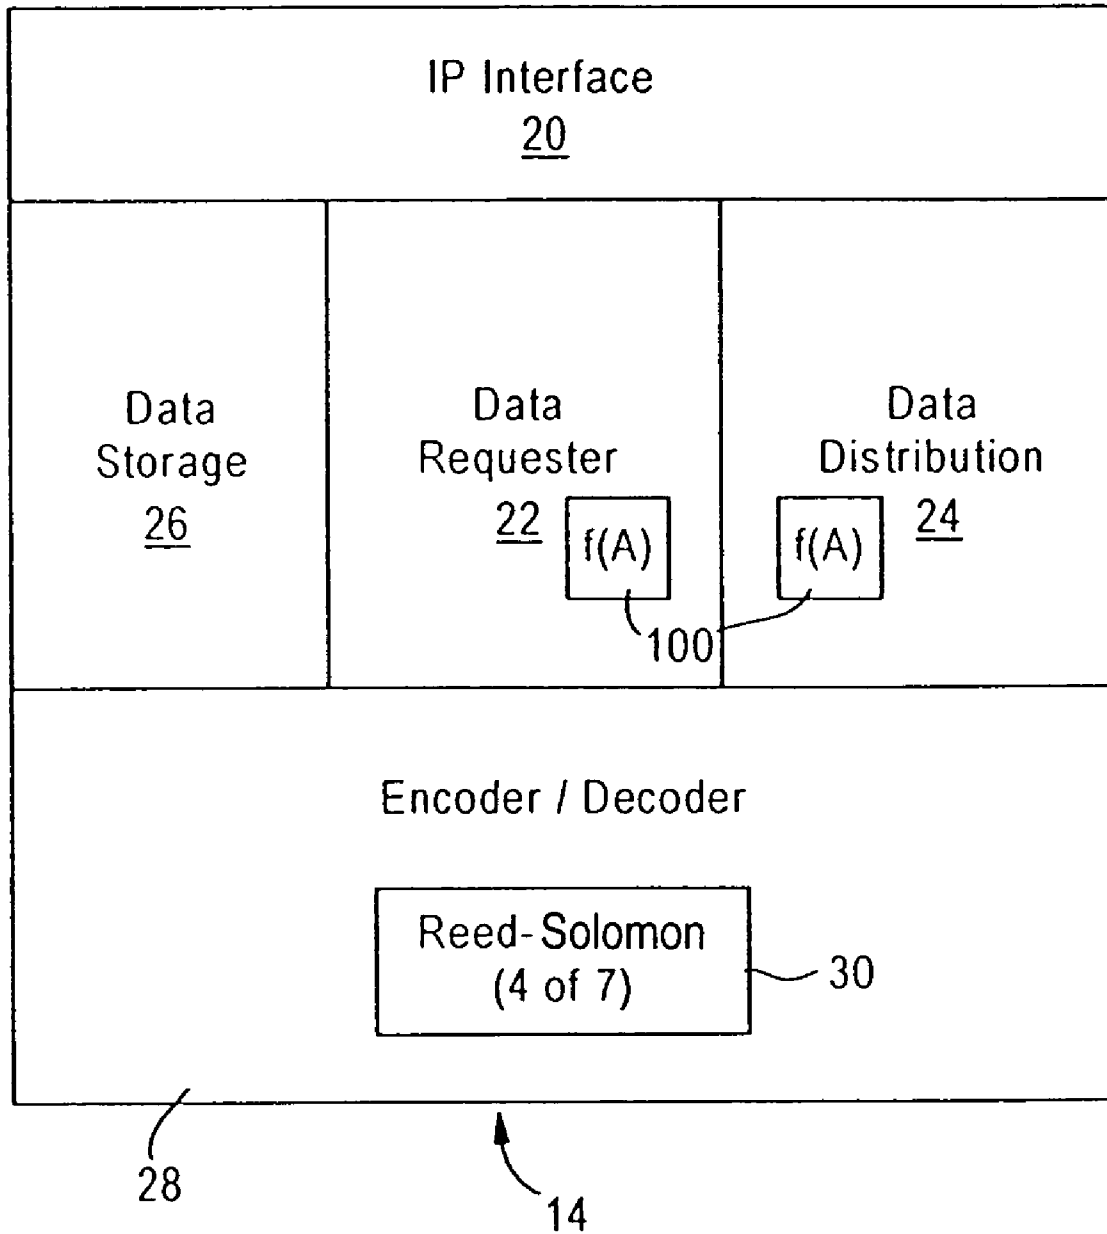 IP Interface
20
Data
Storage
26
Data
Requester
22
f(A)
Data
Distribution
24
f(A)
100
Encoder / Decoder
Reed-Solomon
(4 of 7)
30
28
14